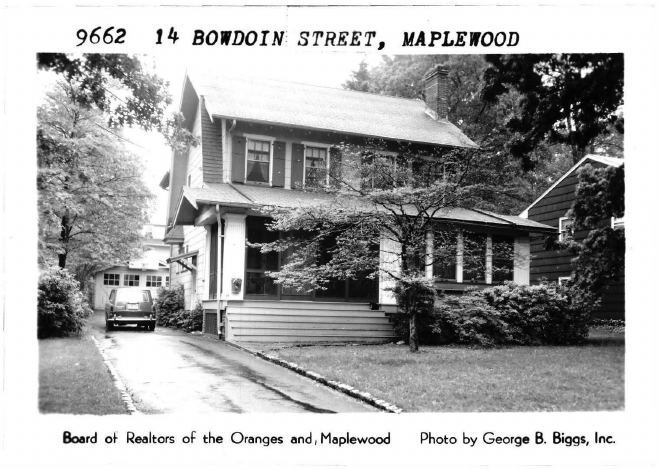 9662 14 BOWDOIN STREET, MAPLEWOOD
Board of Realtors of the Oranges and, Maplewood Photo by George B. Biggs, Inc.